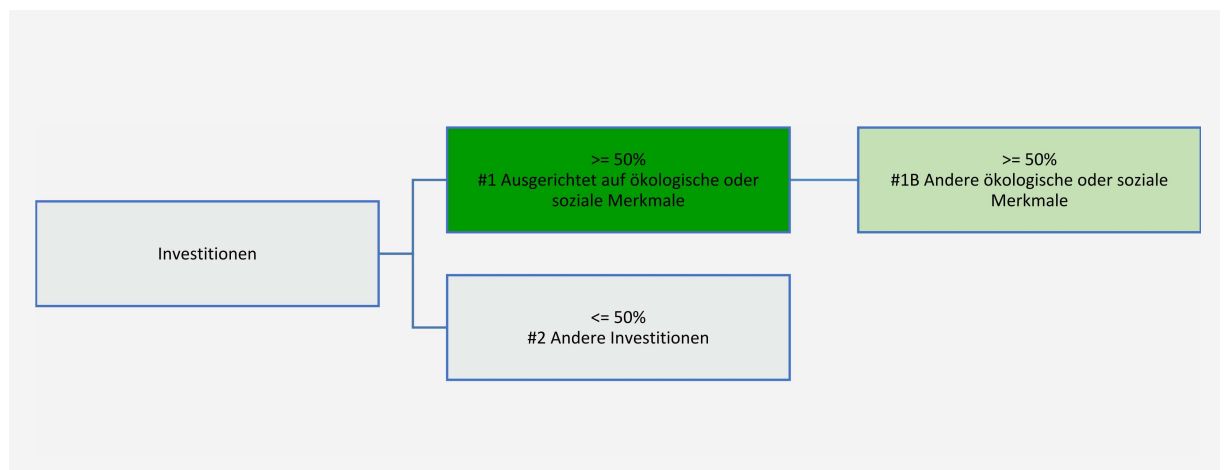 >= 50%
#1 Ausgerichtet auf ökologische oder
soziale Merkmale
>= 50%
#1B Andere ökologische oder soziale
Merkmale
Investitionen
<= 50%
#2 Andere Investitionen